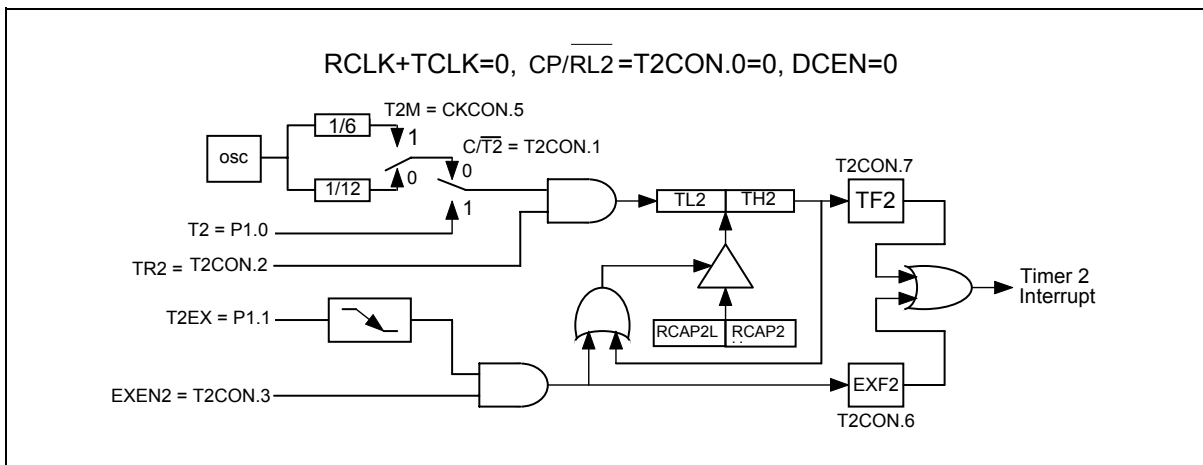 RCLK+TCLK=0, CP/RL2=T2CON.0=0, DCEN=0
T2M = CKCON.5
1/6
1
C/T2 = T2CON.1
osc
0
1/12
0
1
T2 = P1.0
TR2 = T2CON.2
TL2
TH2
T2CON.7
TF2
Timer 2
Interrupt
T2EX = P1.1
RCAP2L
RCAP2
EXEN2 = T2CON.3
EXF2
T2CON.6